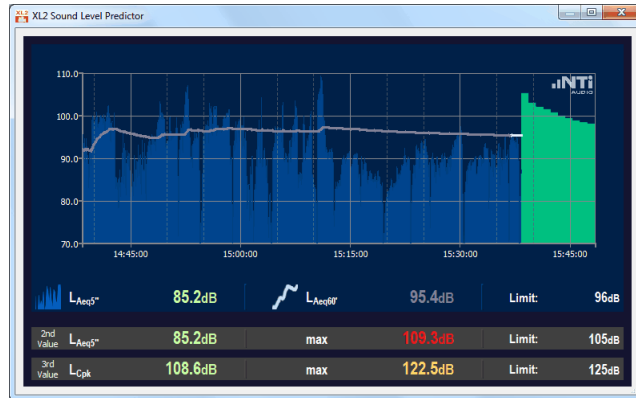 XL2 Sound Level Predictor
110.0
NTi
AUDIO
100.0
90.0
80.0
70.0
14:45:00 15:00:00 15:15:00 15:30:00 15:45:00
LAeq5" 85.2dB LAeq60' 95.4dB Limit: 96dB
2nd Value LAeq5" 85.2dB max 109.3dB Limit: 105dB
3rd Value LCpk 108.6dB max 122.5dB Limit: 125dB